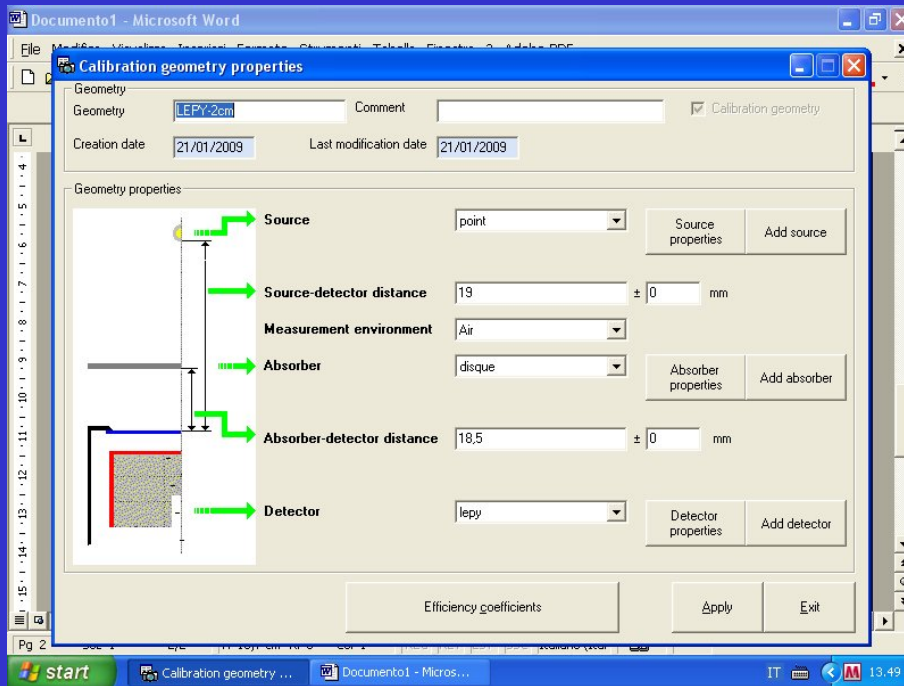 Documento1 - Microsoft Word
File
Calibration geometry properties
Geometry
Geometry LEPY-2cm Comment Calibration geometry
Creation date 21/01/2009 Last modification date 21/01/2009
Geometry properties
Source point Source properties Add source
Source-detector distance 19 ± 0 mm
Measurement environment Air
Absorber disque Absorber properties Add absorber
Absorber-detector distance 18,5 ± 0 mm
Detector lepy Detector properties Add detector
Efficiency coefficients Apply Exit
Pg 2
start Calibration geometry ... Documento1 - Micros... IT 13.49